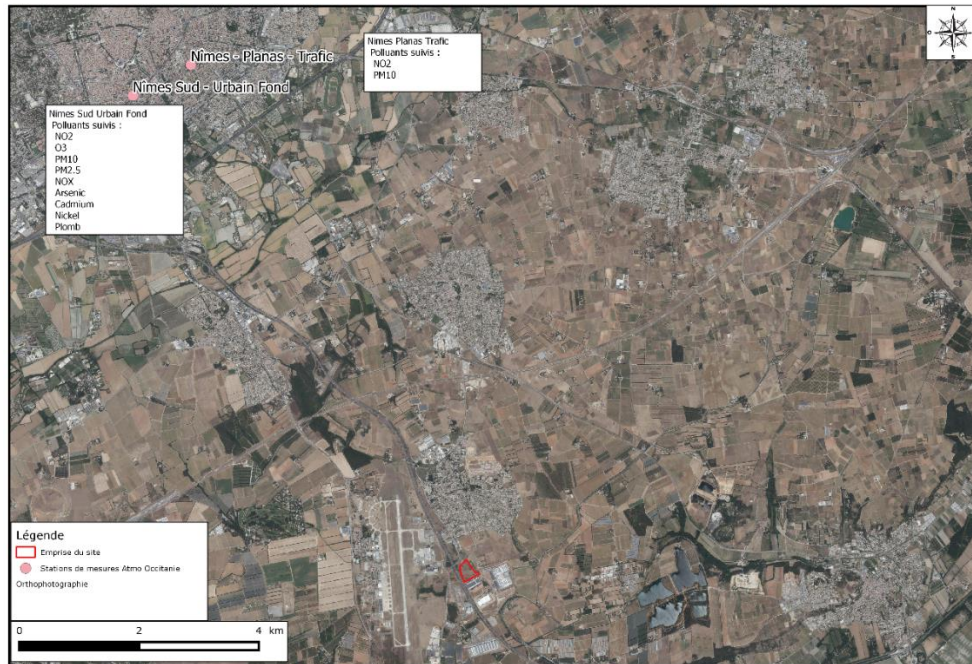 Nîmes - Planas - Trafic
Nîmes Sud - Urbain Fond
Nîmes Planas Trafic
Polluants suivis :
NO2
PM10
Nîmes Sud Urbain Fond
Polluants suivis :
NO2
O3
PM10
PM2.5
NOX
Arsenic
Cadmium
Nickel
Plomb
N
E
S
O
Légende
Emprise du site
Stations de mesures Atmo Occitanie
Orthophotographie
0 2 4 km